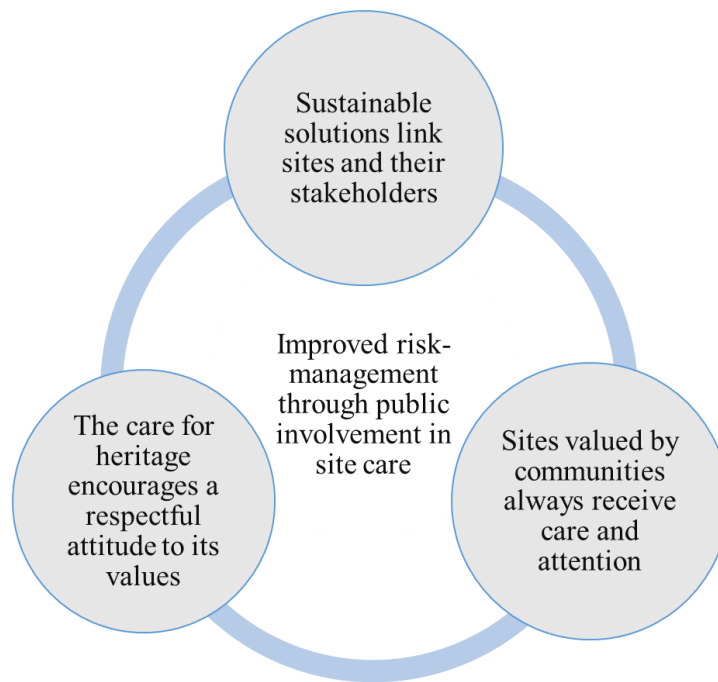 Sustainable
solutions link
sites and their
stakeholders
Improved risk-
management
through public
involvement in
site care
The care for
heritage
encourages a
respectful
attitude to its
values
Sites valued by
communities
always receive
care and
attention